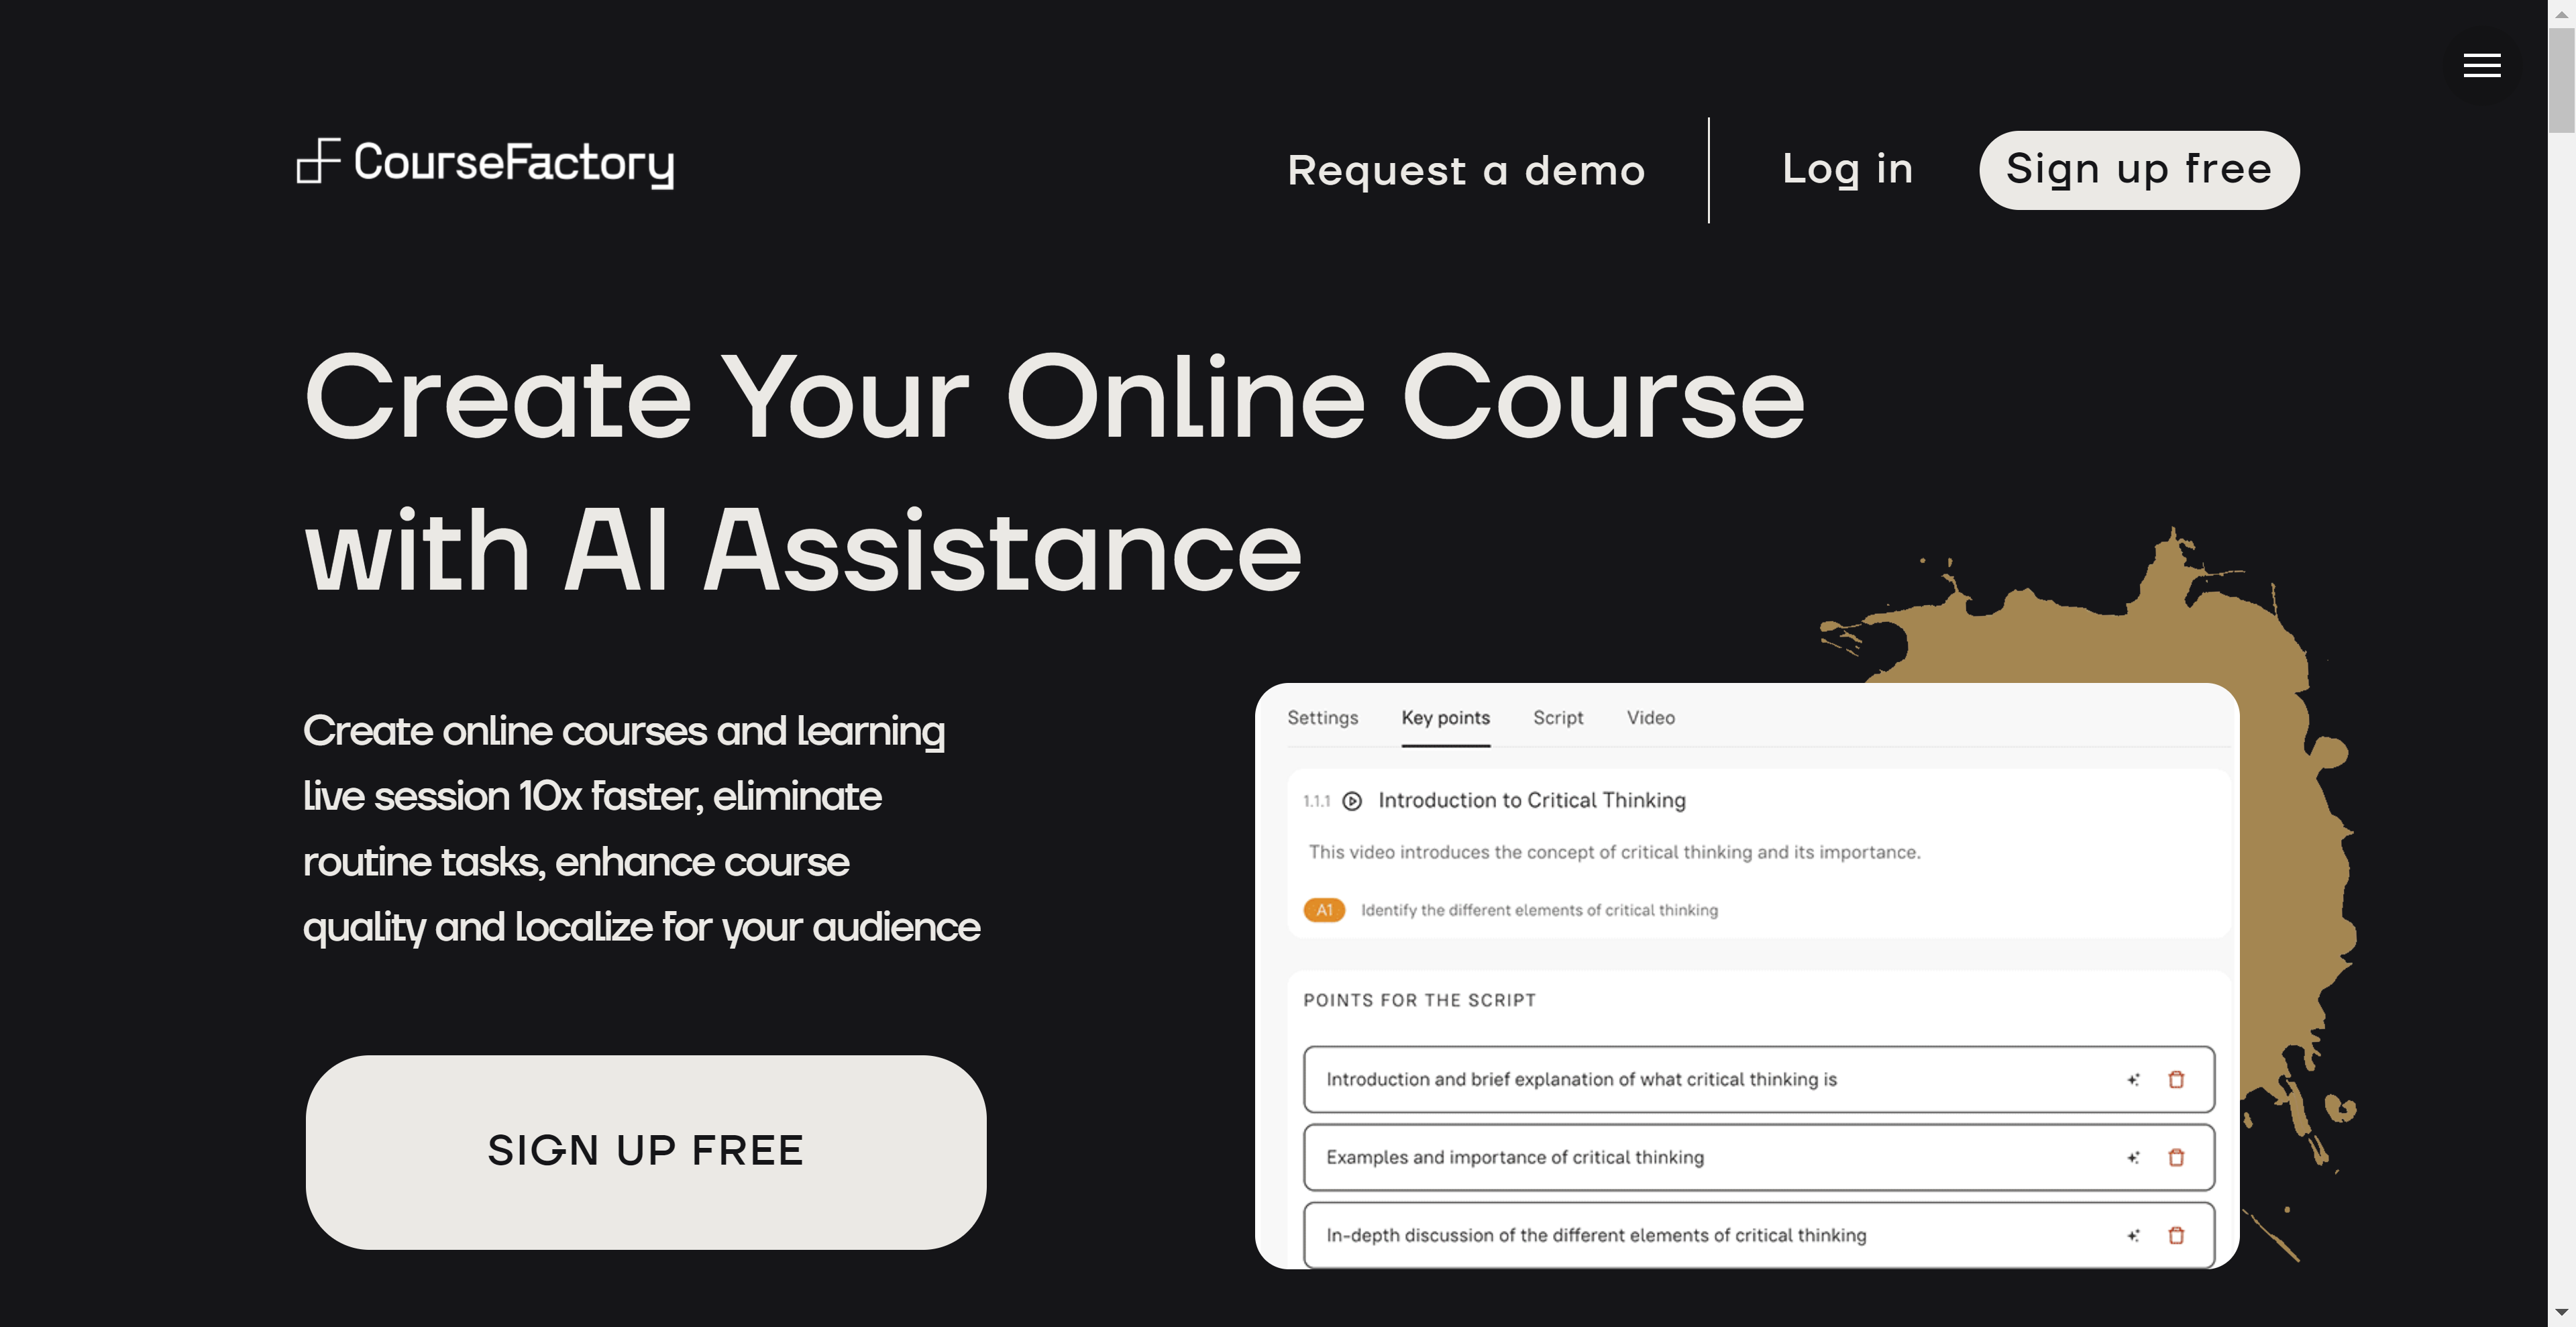 CourseFactory
Request a demo
Log in
Sign up free
Create Your Online Course
with AI Assistance
Create online courses and learning
live session 10x faster, eliminate
routine tasks, enhance course
quality and localize for your audience
SIGN UP FREE
Settings
Key points
Script
Video
1.1.1
Introduction to Critical Thinking
This video introduces the concept of critical thinking and its importance.
A1
Identify the different elements of critical thinking
POINTS FOR THE SCRIPT
Introduction and brief explanation of what critical thinking is
Examples and importance of critical thinking
In-depth discussion of the different elements of critical thinking